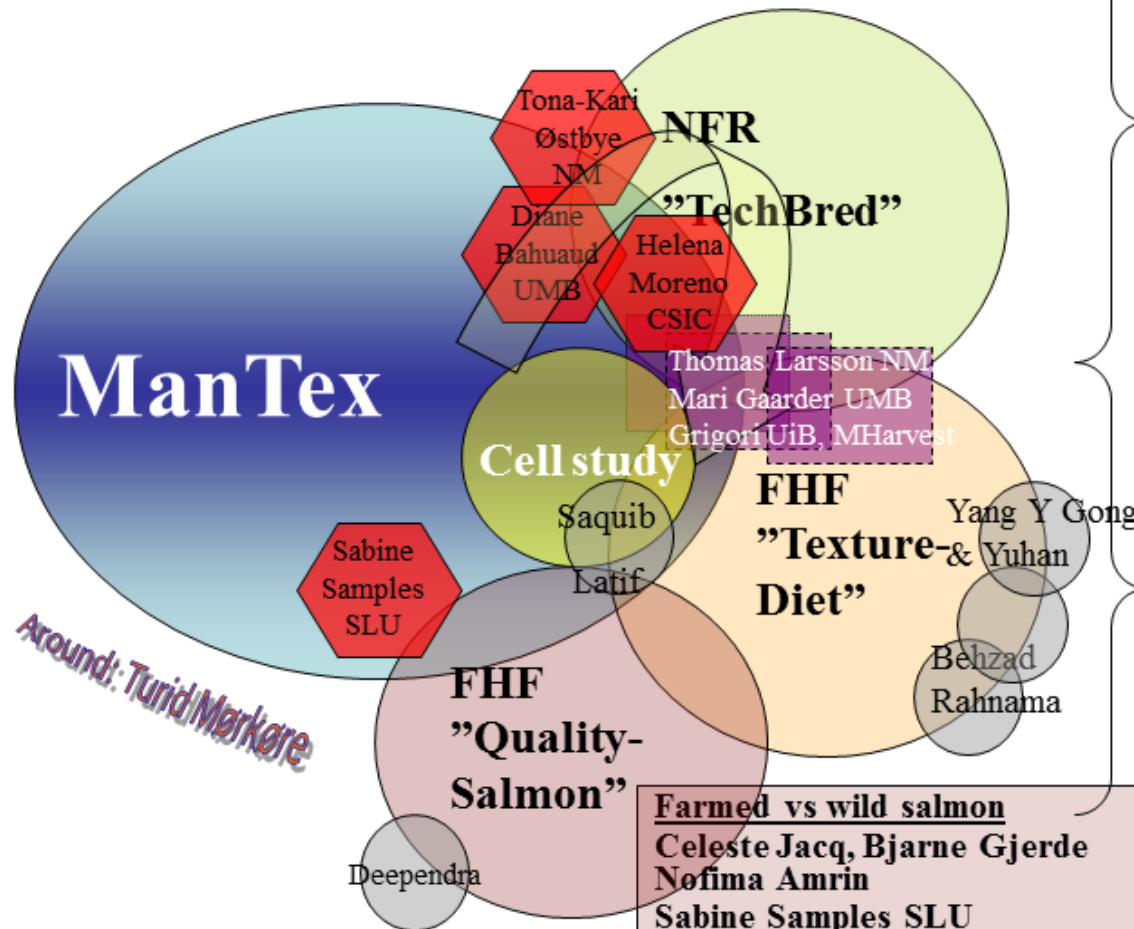 Tona-Kari
Østbye
NM
NFR
”TechBred”
Diane
Bahuaud
UMB
Helena
Moreno
CSIC
ManTex
Thomas Larsson NM
Mari Gaarder UMB
Grigori UiB, MHarvest
Cell study
Saquib
Latif
FHF
”Texture-
Diet”
Yang Y Gong
& Yuhan
Sabine
Samples
SLU
Behzad
Rahnama
Around: Turid Mørkøre
FHF
”Quality-
Salmon”
Deependra
Farmed vs wild salmon
Celeste Jacq, Bjarne Gjerde
Nofima Amrin
Sabine Samples SLU